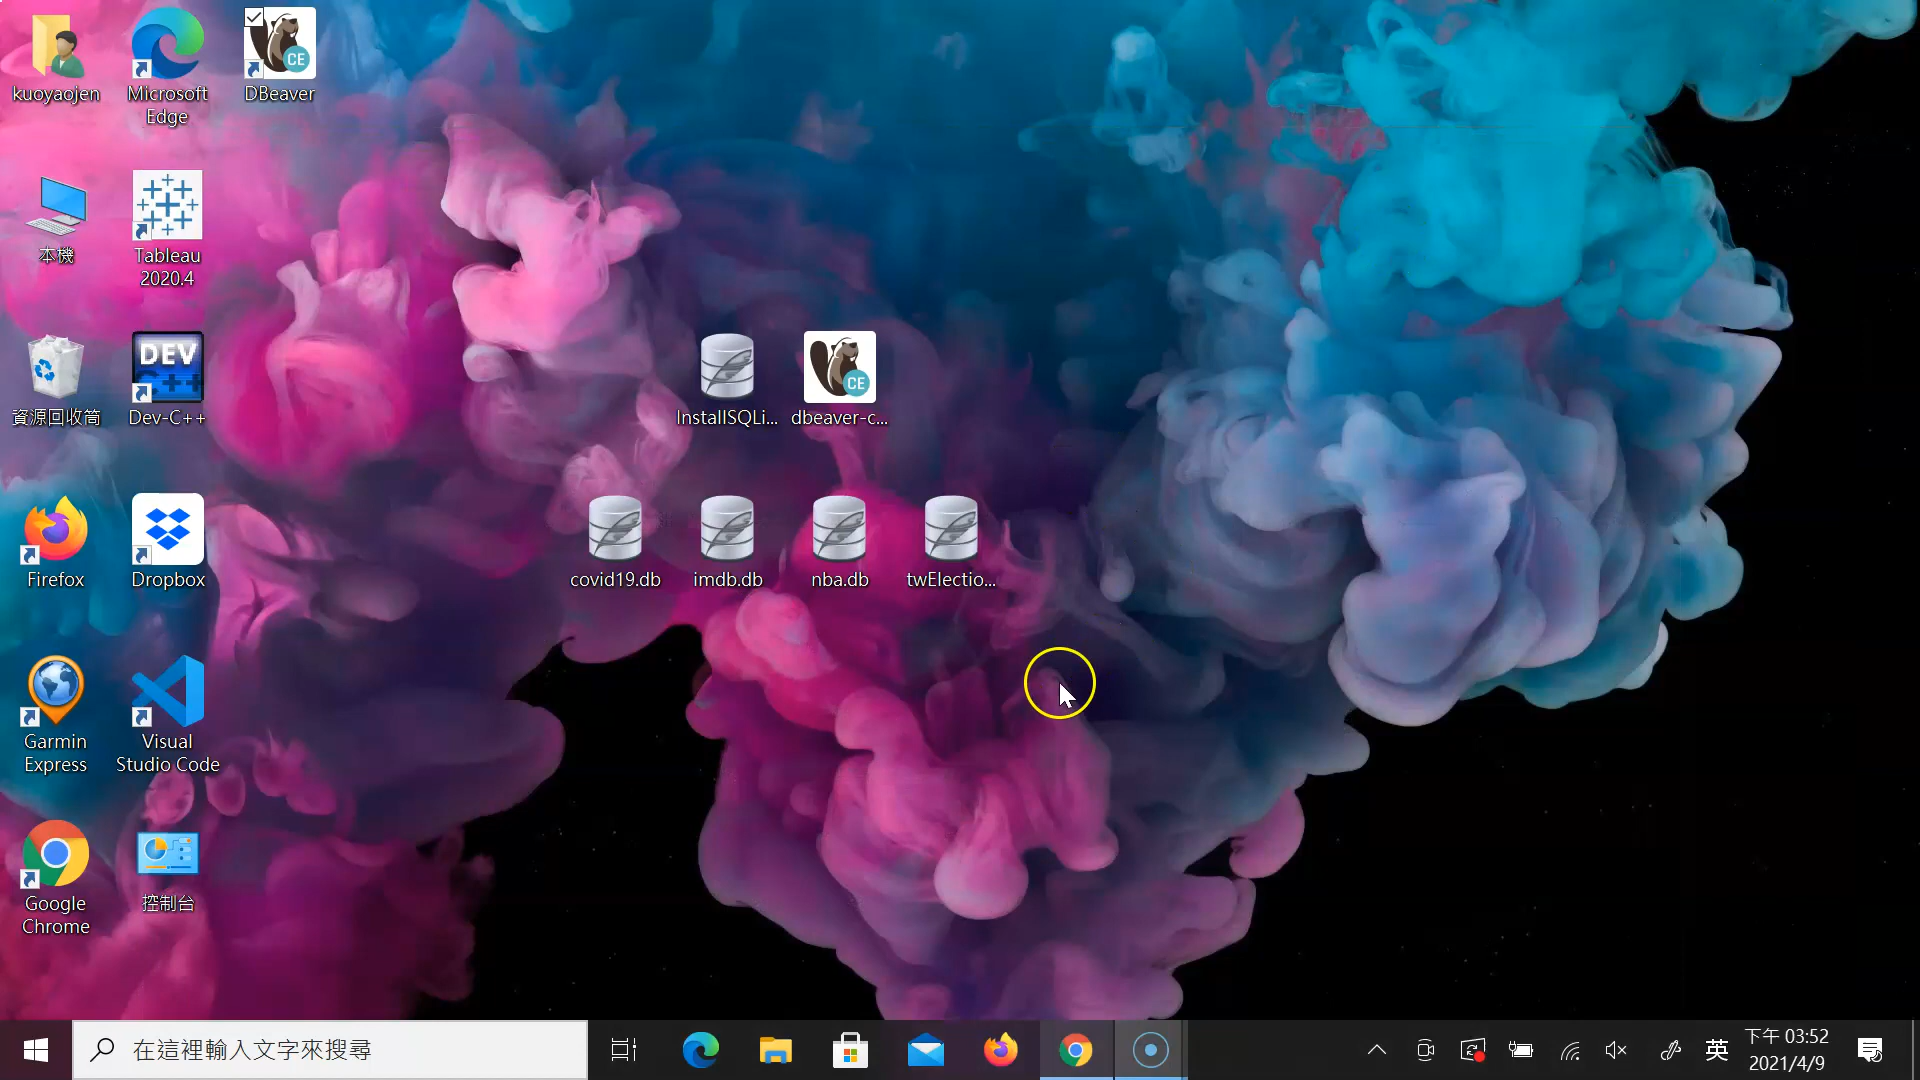 kuoyaojen
Microsoft
Edge
CE
DBeaver
本機
Tableau
2020.4
資源回收筒
DEV
C++
Dev-C++
InstallSQLi...
CE
dbeaver-c...
Firefox
Dropbox
covid19.db
imdb.db
nba.db
twElectio...
Garmin
Express
Visual
Studio Code
Google
Chrome
控制台
在這裡輸入文字來搜尋
英
下午 03:52
2021/4/9